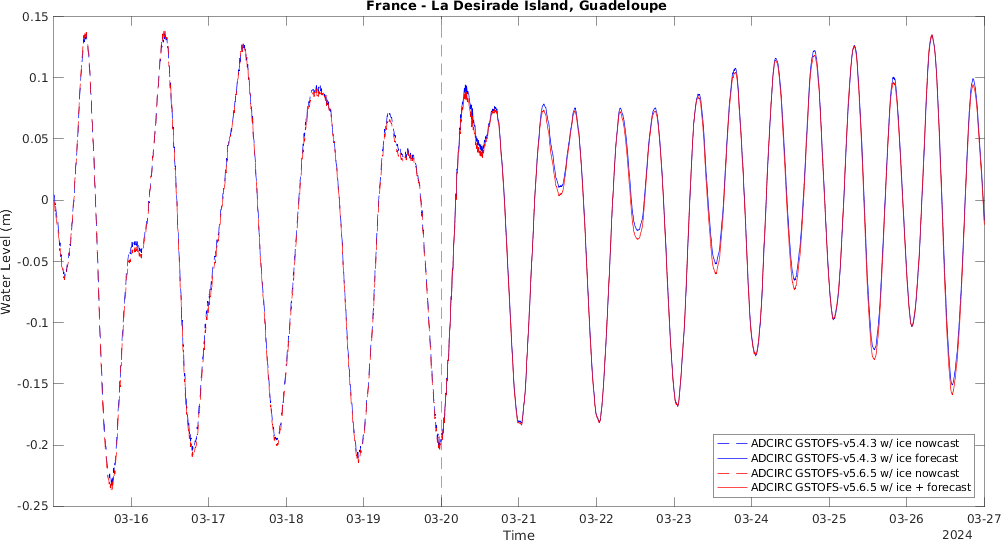 France - La Desirade Island, Guadeloupe
0.15
0.1
0.05
0
-0.05
-0.1
-0.15
-0.2
-0.25
Water Level (m)
ADCIRC GSTOFS-v5.4.3 w/ ice nowcast
ADCIRC GSTOFS-v5.4.3 w/ ice forecast
ADCIRC GSTOFS-v5.6.5 w/ ice nowcast
ADCIRC GSTOFS-v5.6.5 w/ ice + forecast
03-16 03-17 03-18 03-19 03-20 03-21 03-22 03-23 03-24 03-25 03-26 03-27
Time
2024